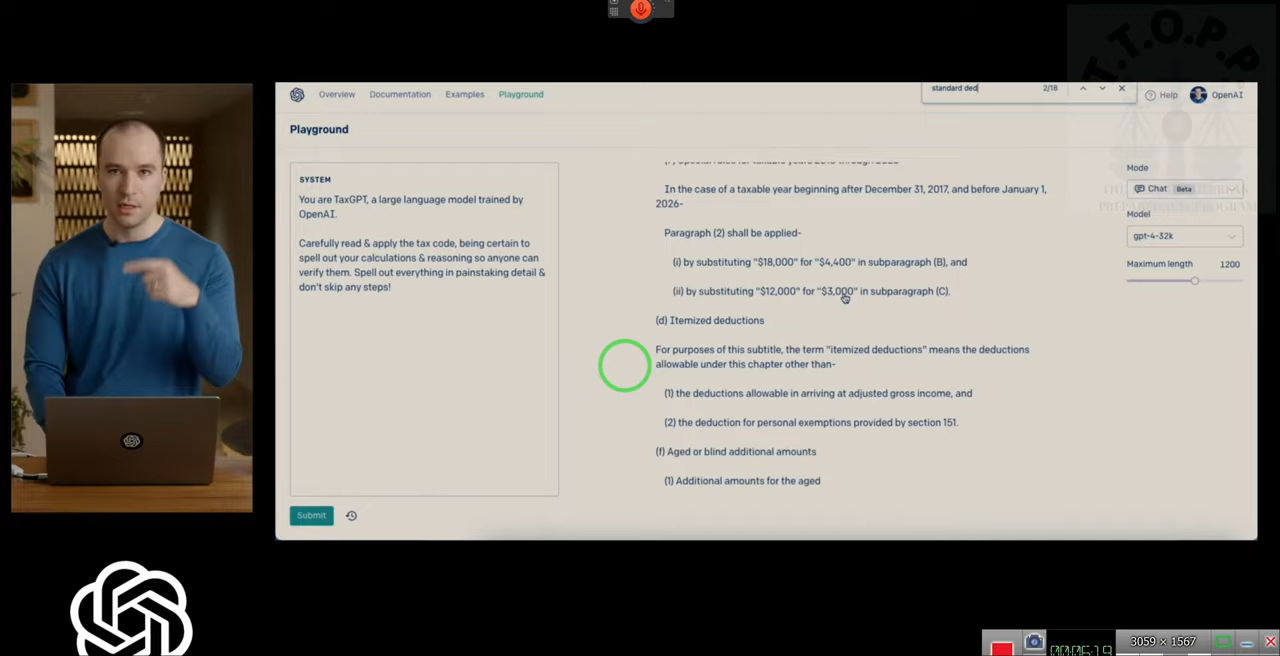 standard ded
2/18
Overview
Documentation
Examples
Playground
Help
OpenAI
I.T.O.P.P.
Playground
SYSTEM
You are TaxGPT, a large language model trained by
OpenAI.
Carefully read & apply the tax code, being certain to
spell out your calculations & reasoning so anyone can
verify them. Spell out everything in painstaking detail &
don't skip any steps!
Submit
In the case of a taxable year beginning after December 31, 2017, and before January 1,
2026-
Paragraph (2) shall be applied-
(i) by substituting "$18,000" for "$4,400" in subparagraph (B), and
(ii) by substituting "$12,000" for "$3,000" in subparagraph (C).
(d) Itemized deductions
For purposes of this subtitle, the term "itemized deductions" means the deductions
allowable under this chapter other than-
(1) the deductions allowable in arriving at adjusted gross income, and
(2) the deduction for personal exemptions provided by section 151.
(f) Aged or blind additional amounts
(1) Additional amounts for the aged
Mode
Chat
Beta
Model
gpt-4-32k
Maximum length
1200
00:06:19
3059 × 1567